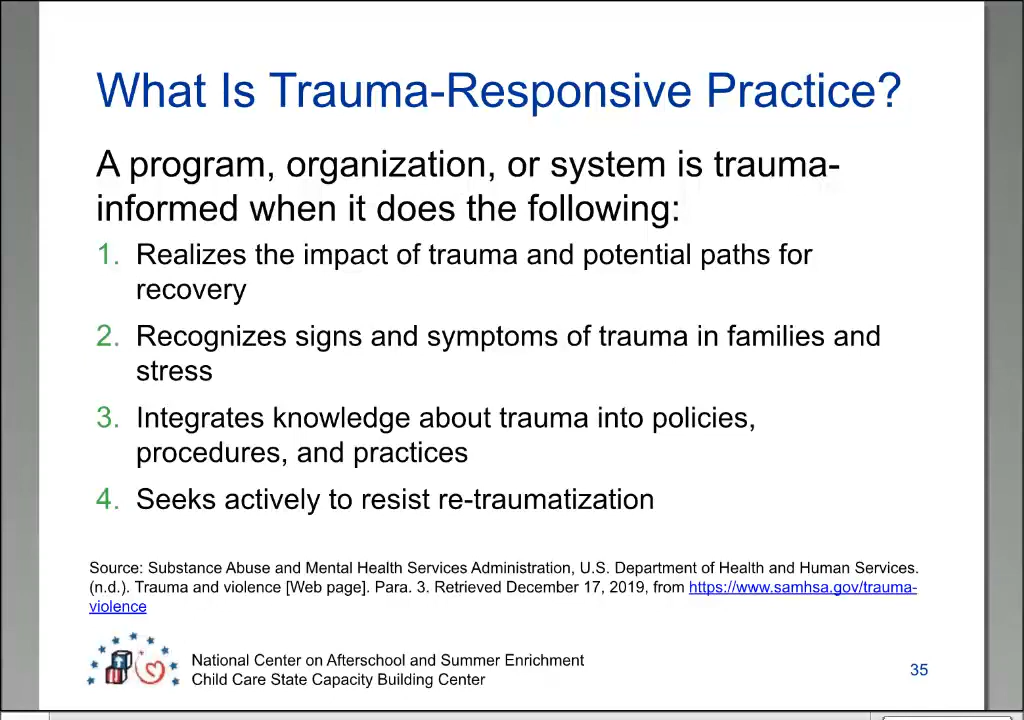 What Is Trauma-Responsive Practice?
A program, organization, or system is trauma-
informed when it does the following:
1. Realizes the impact of trauma and potential paths for
recovery
2. Recognizes signs and symptoms of trauma in families and
stress
3. Integrates knowledge about trauma into policies,
procedures, and practices
4. Seeks actively to resist re-traumatization
Source: Substance Abuse and Mental Health Services Administration, U.S. Department of Health and Human Services.
(n.d.). Trauma and violence [Web page]. Para. 3. Retrieved December 17, 2019, from https://www.samhsa.gov/trauma-
violence
National Center on Afterschool and Summer Enrichment
Child Care State Capacity Building Center
35